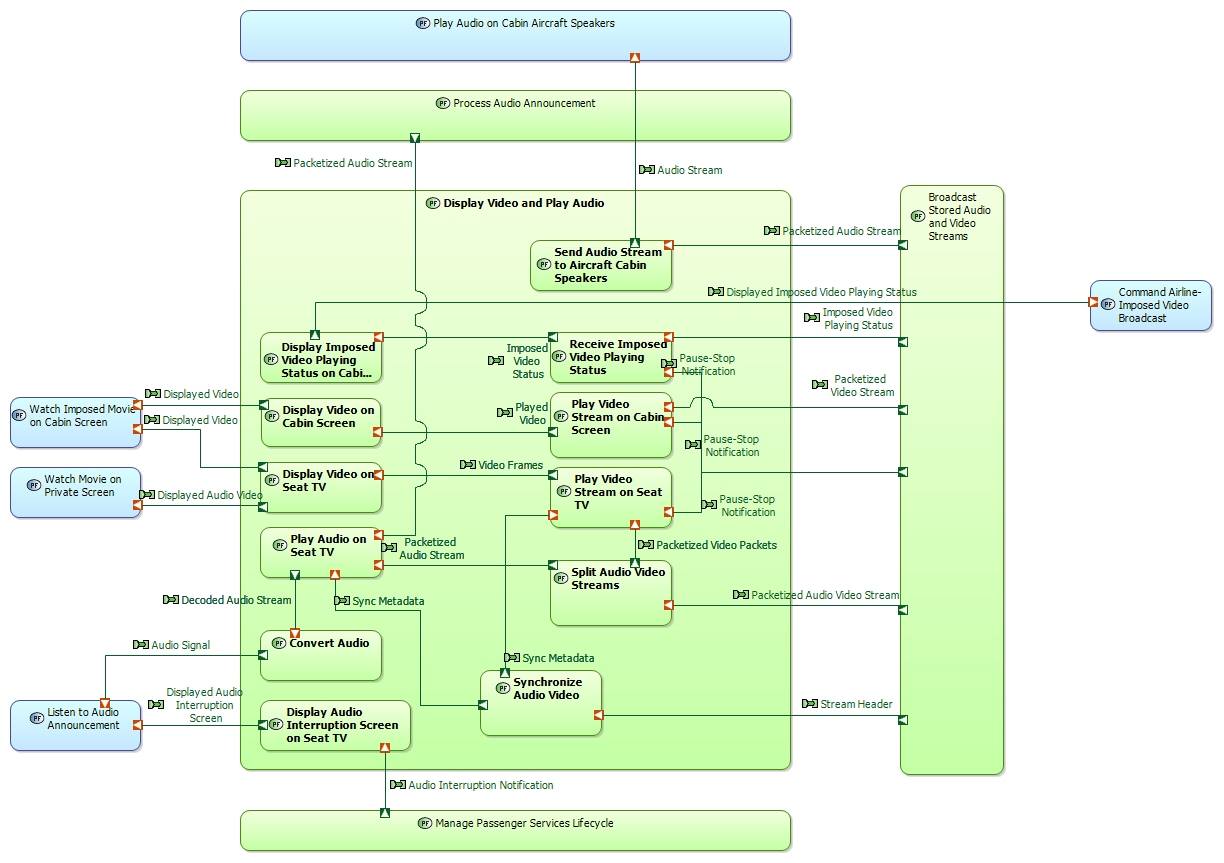 PF Play Audio on Cabin Aircraft Speakers
PF Process Audio Announcement
Packetized Audio Stream
Audio Stream
PF Display Video and Play Audio
PF Broadcast
Stored Audio
and Video
Streams
Packetized Audio Stream
PF Send Audio Stream
to Aircraft Cabin
Speakers
Displayed Imposed Video Playing Status
PF Command Airline-
Imposed Video
Broadcast
Imposed Video
Playing Status
PF Display Imposed
Video Playing
Status on Cabi...
Imposed
Video
Status
PF Receive Imposed
Video Playing
Status
Pause-Stop
Notification
Packetized
Video Stream
Displayed Video
PF Watch Imposed Movie
on Cabin Screen
Displayed Video
PF Display Video on
Cabin Screen
Played
Video
PF Play Video
Stream on Cabin
Screen
Pause-Stop
Notification
PF Watch Movie on
Private Screen
Displayed Audio Video
PF Display Video on
Seat TV
Video Frames
PF Play Video
Stream on Seat
TV
Pause-Stop
Notification
PF Play Audio on
Seat TV
Packetized
Audio Stream
Packetized Video Packets
PF Split Audio Video
Streams
Packetized Audio Video Stream
Decoded Audio Stream
Sync Metadata
Audio Signal
PF Convert Audio
Sync Metadata
PF Synchronize
Audio Video
Stream Header
Displayed Audio
Interruption
Screen
PF Listen to Audio
Announcement
PF Display Audio
Interruption Screen
on Seat TV
Audio Interruption Notification
PF Manage Passenger Services Lifecycle